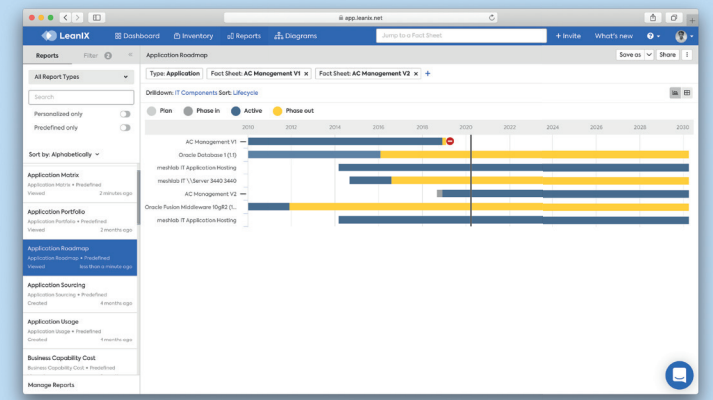 app.leanix.net
LeanIX
Dashboard
Inventory
Reports
Diagrams
Jump to a Fact Sheet
+ Invite
What's new
Reports
Filter 2
Application Roadmap
Save as
Share
All Report Types
Type: Application
Fact Sheet: AC Management V1 ×
Fact Sheet: AC Management V2 ×
+
Search
Drilldown: IT Components Sort: Lifecycle
Personalized only
Predefined only
Plan
Phase in
Active
Phase out
2010 2012 2014 2016 2018 2020 2022 2024 2026 2028 2030
Sort by: Alphabetically
AC Management V1
Oracle Database 1 (1.1)
meshlab IT Application Hosting
meshlab IT \\Server 3440 3440
AC Management V2
Oracle Fusion Middleware 10gR2 (1...
meshlab IT Application Hosting
Application Matrix
Application Matrix • Predefined
Viewed 2 minutes ago
Application Portfolio
Application Portfolio • Predefined
Viewed 2 months ago
Application Roadmap
Application Roadmap • Predefined
Viewed less than a minute ago
Application Sourcing
Application Sourcing • Predefined
Created 4 months ago
Application Usage
Application Usage • Predefined
Created 4 months ago
Business Capability Cost
Business Capability Cost • Predefined
Manage Reports